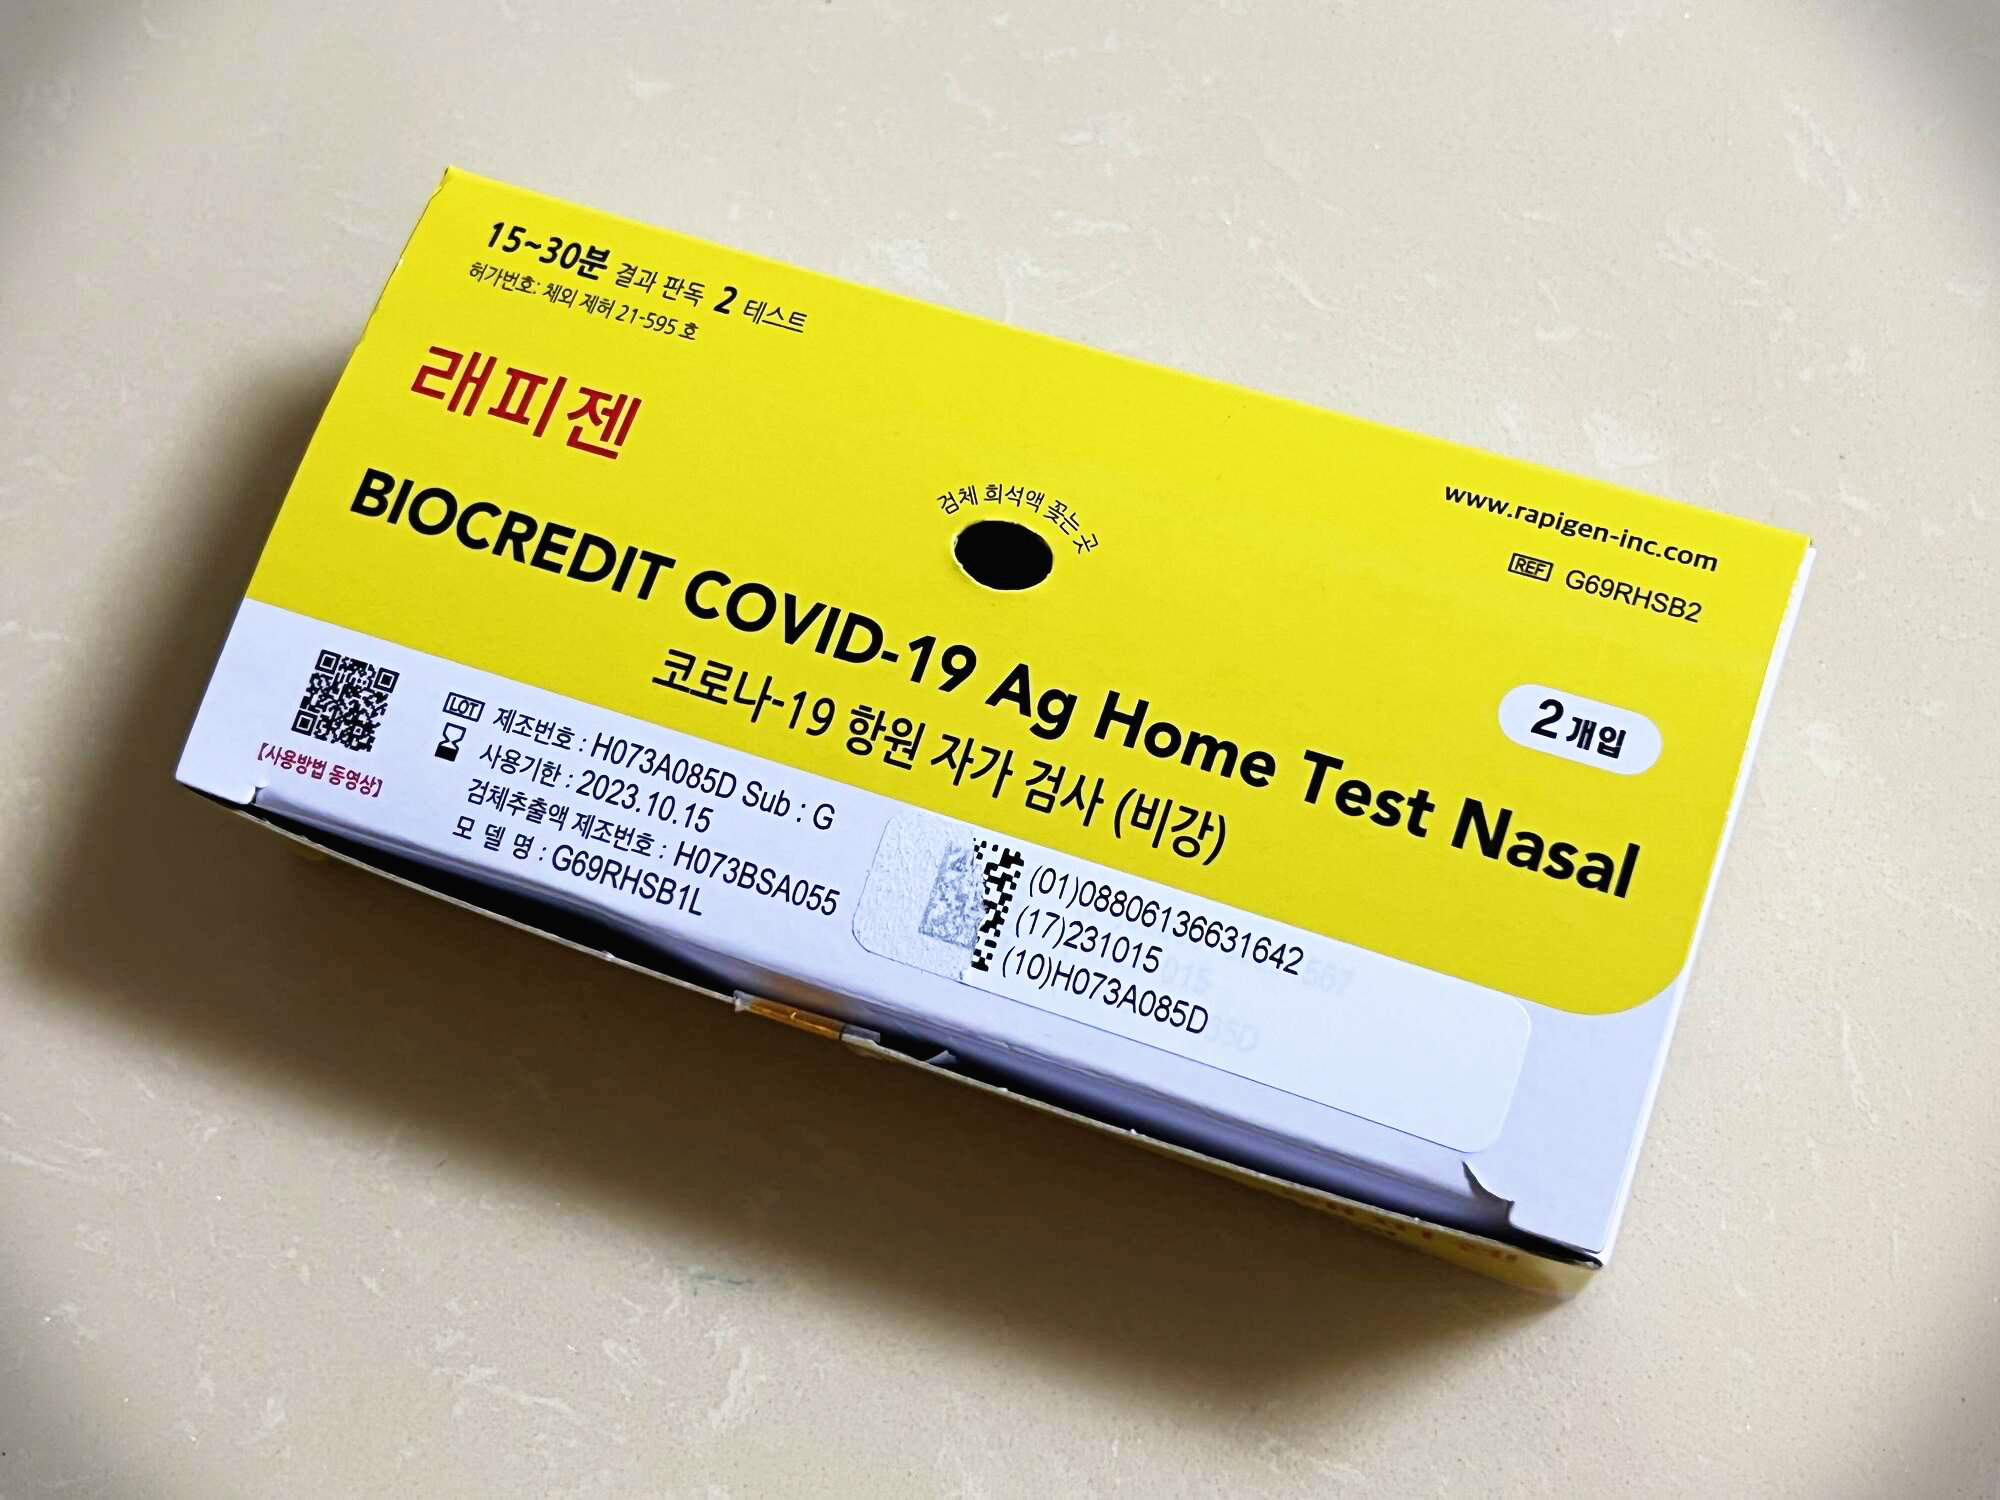 15~30분 결과 판독 2 테스트
허가번호: 체외 제허 21-595 호
래피젠
검체 희석액 꽂는 곳
www.rapigen-inc.com
REF G69RHSB2
BIOCREDIT COVID-19 Ag Home Test Nasal
코로나-19 항원 자가 검사 (비강)
2개입
[사용방법 동영상]
LOT 제조번호 : H073A085D Sub : G
사용기한 : 2023.10.15
검체추출액 제조번호 : H073BSA055
모 델 명 : G69RHSB1L
(01)08806136631642
(17)231015
(10)H073A085D